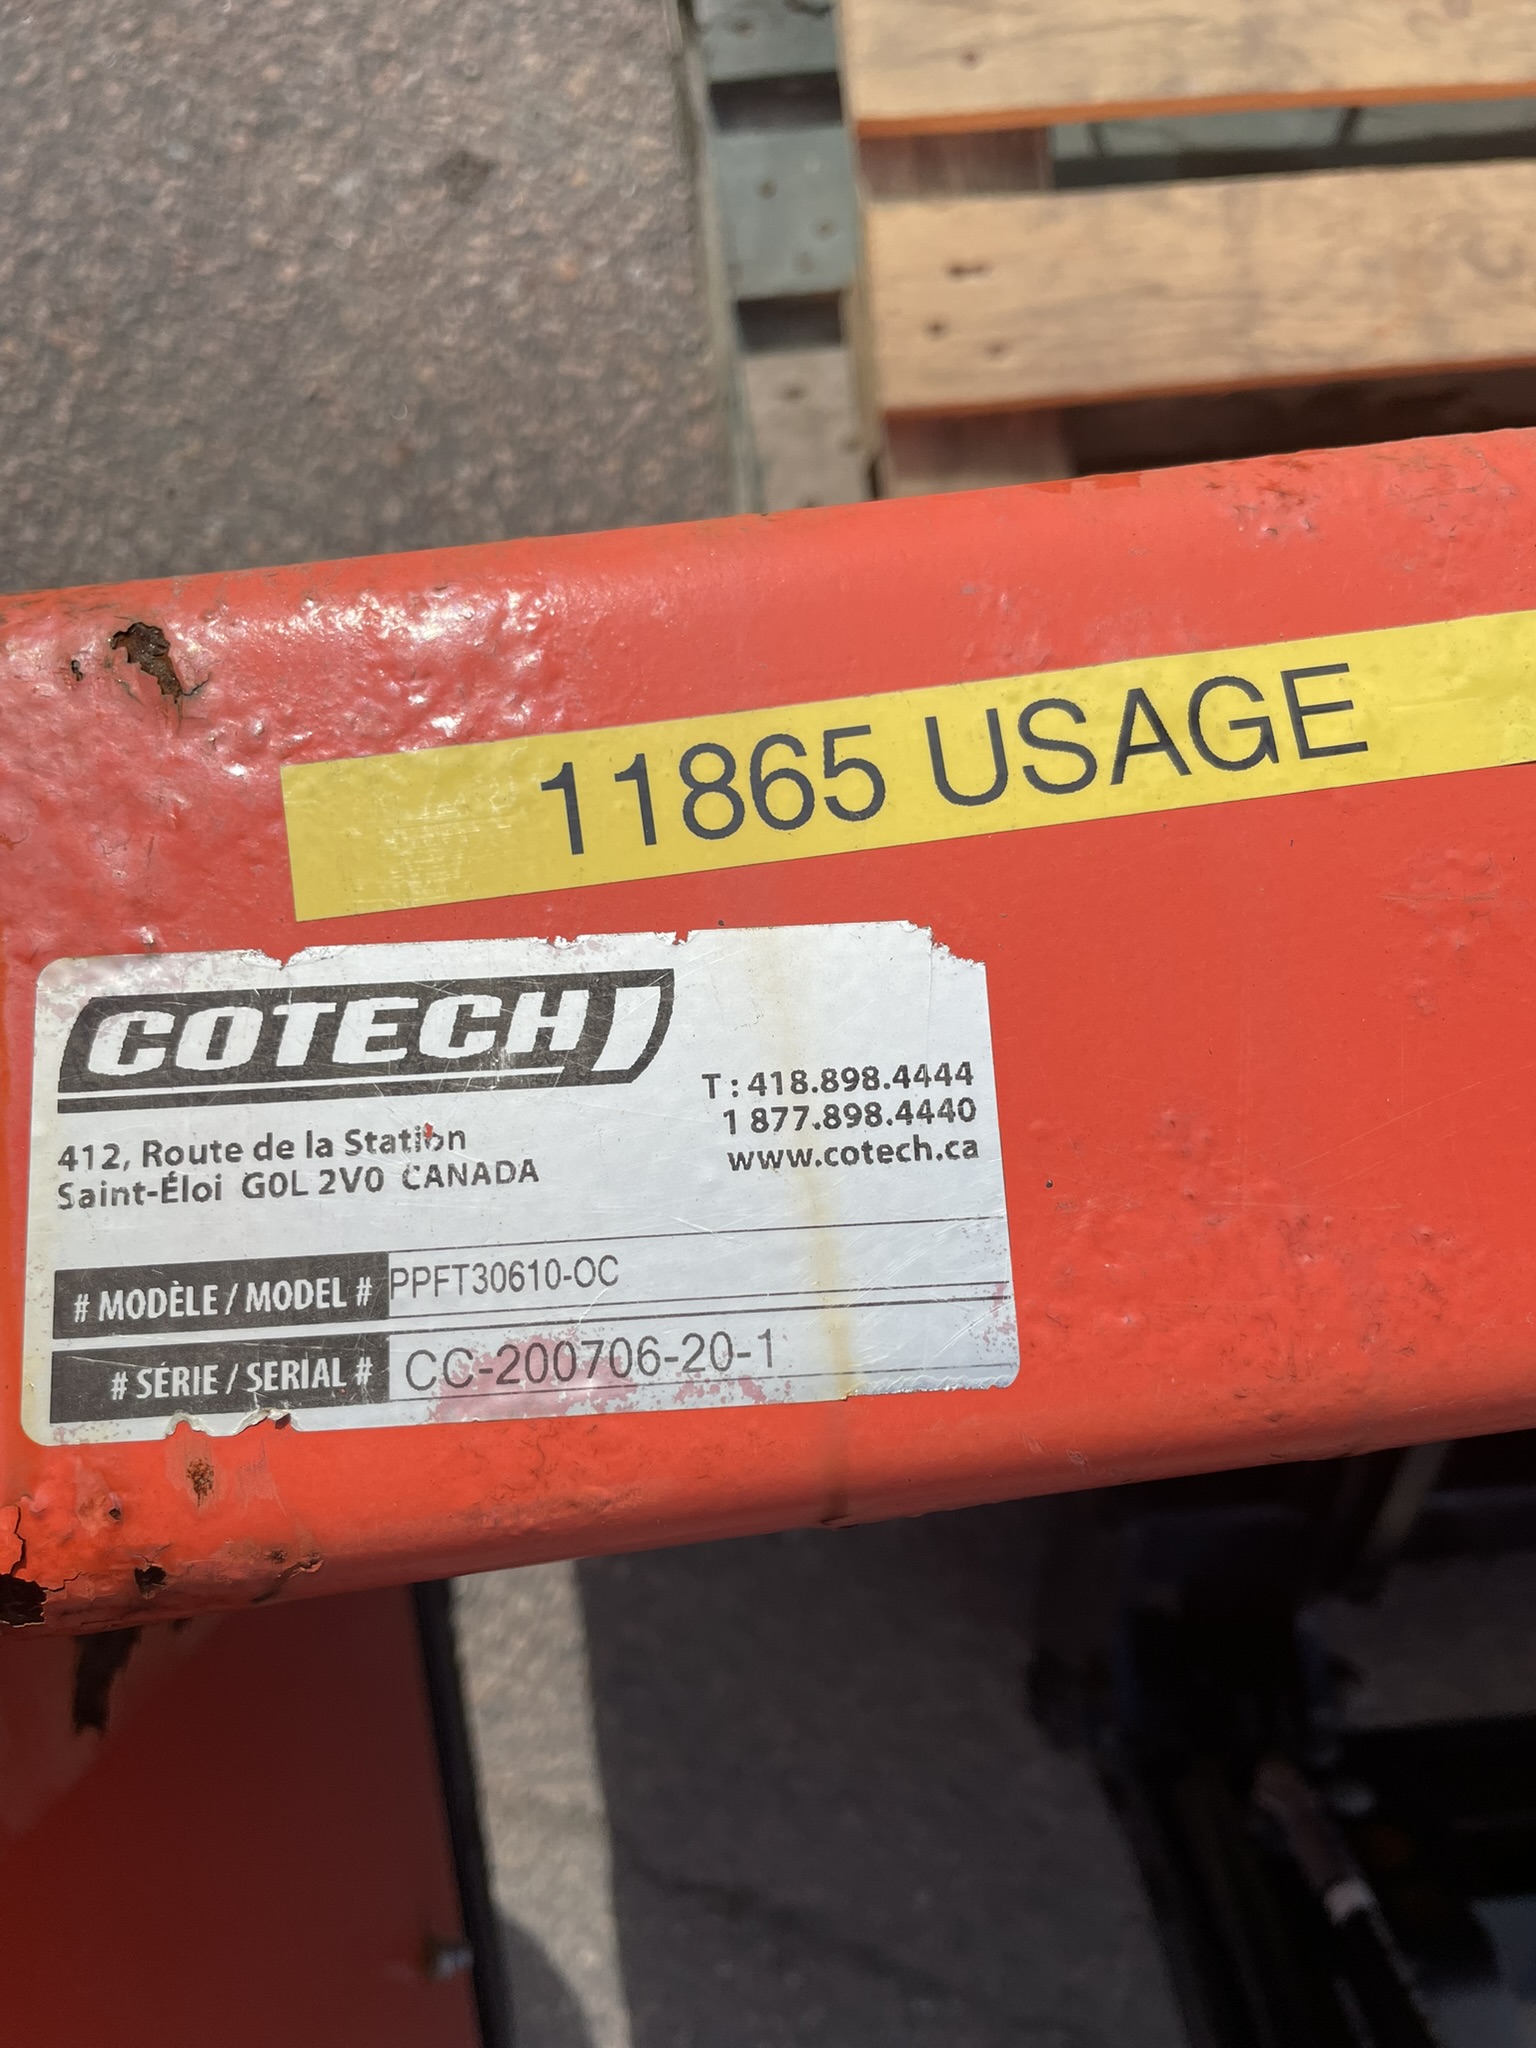 11865 USAGE
COTECH
412, Route de la Station
Saint-Éloi G0L 2V0 CANADA
T : 418.898.4444
1 877.898.4440
www.cotech.ca
# MODÈLE / MODEL # PPFT30610-OC
# SÉRIE / SERIAL # CC-200706-20-1